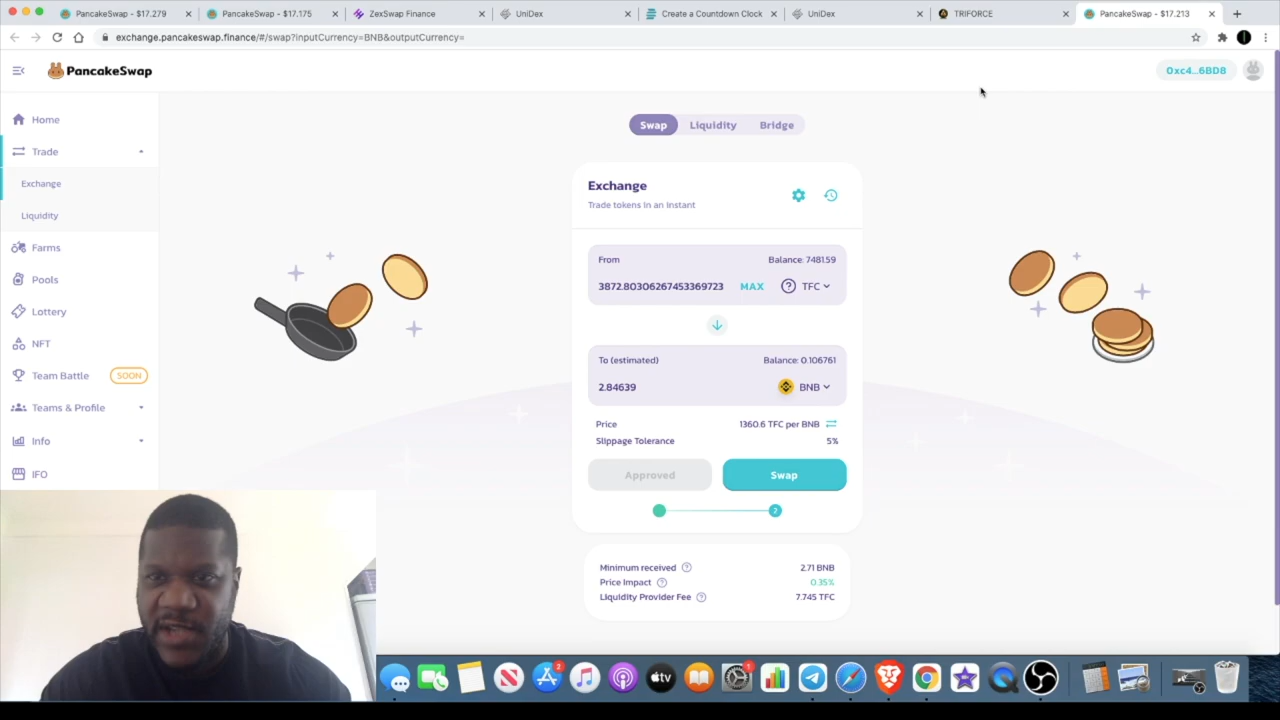 PancakeSwap - $17.279
PancakeSwap - $17.175
ZexSwap Finance
UniDex
Create a Countdown Clock
UniDex
TRIFORCE
PancakeSwap - $17.213
exchange.pancakeswap.finance/#/swap?inputCurrency=BNB&outputCurrency=
PancakeSwap
0xc4...6BD8
Home
Trade
Exchange
Liquidity
Farms
Pools
Lottery
NFT
Team Battle
SOON
Teams & Profile
Info
IFO
Swap
Liquidity
Bridge
Exchange
Trade tokens in an instant
From
Balance: 7481.59
3872.80306267453369723
MAX
TFC
To (estimated)
Balance: 0.106761
2.84639
BNB
Price
1360.6 TFC per BNB
Slippage Tolerance
5%
Approved
Swap
2
Minimum received
2.71 BNB
Price Impact
0.35%
Liquidity Provider Fee
7.745 TFC
tv